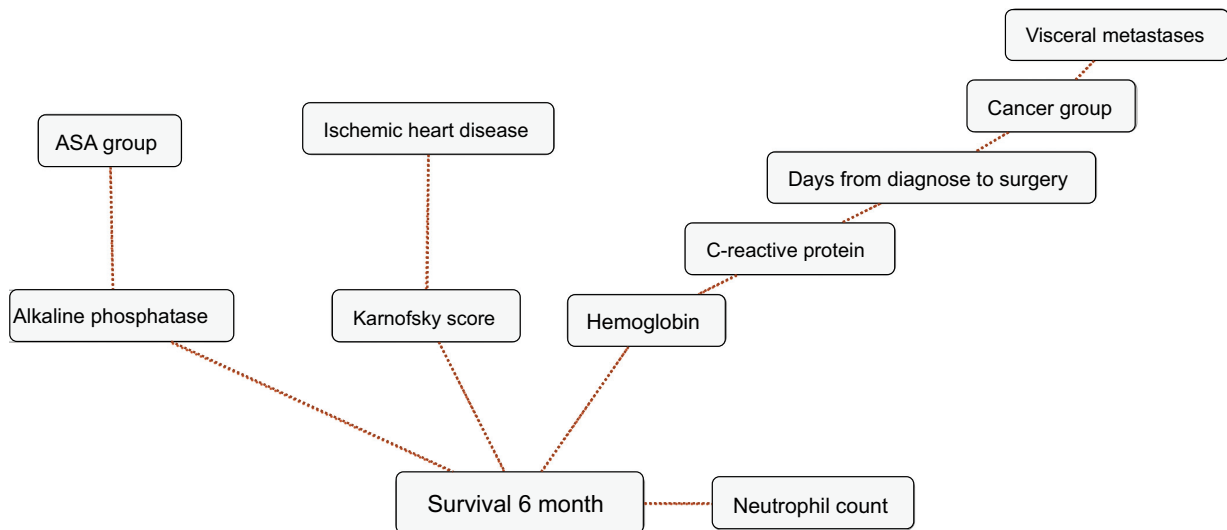 Visceral metastases
Cancer group
Ischemic heart disease
ASA group
Days from diagnose to surgery
C-reactive protein
Alkaline phosphatase
Karnofsky score
Hemoglobin
Survival 6 month
Neutrophil count